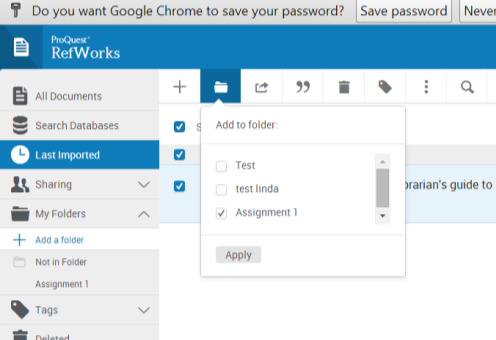 Do you want Google Chrome to save your password? Save password Never
ProQuest
RefWorks
All Documents
Search Databases
Last Imported
Sharing
My Folders
Add a folder
Not in Folder
Assignment 1
Tags
Deleted
Add to folder:
Test
test linda
Assignment 1
Apply
brarian's guide to